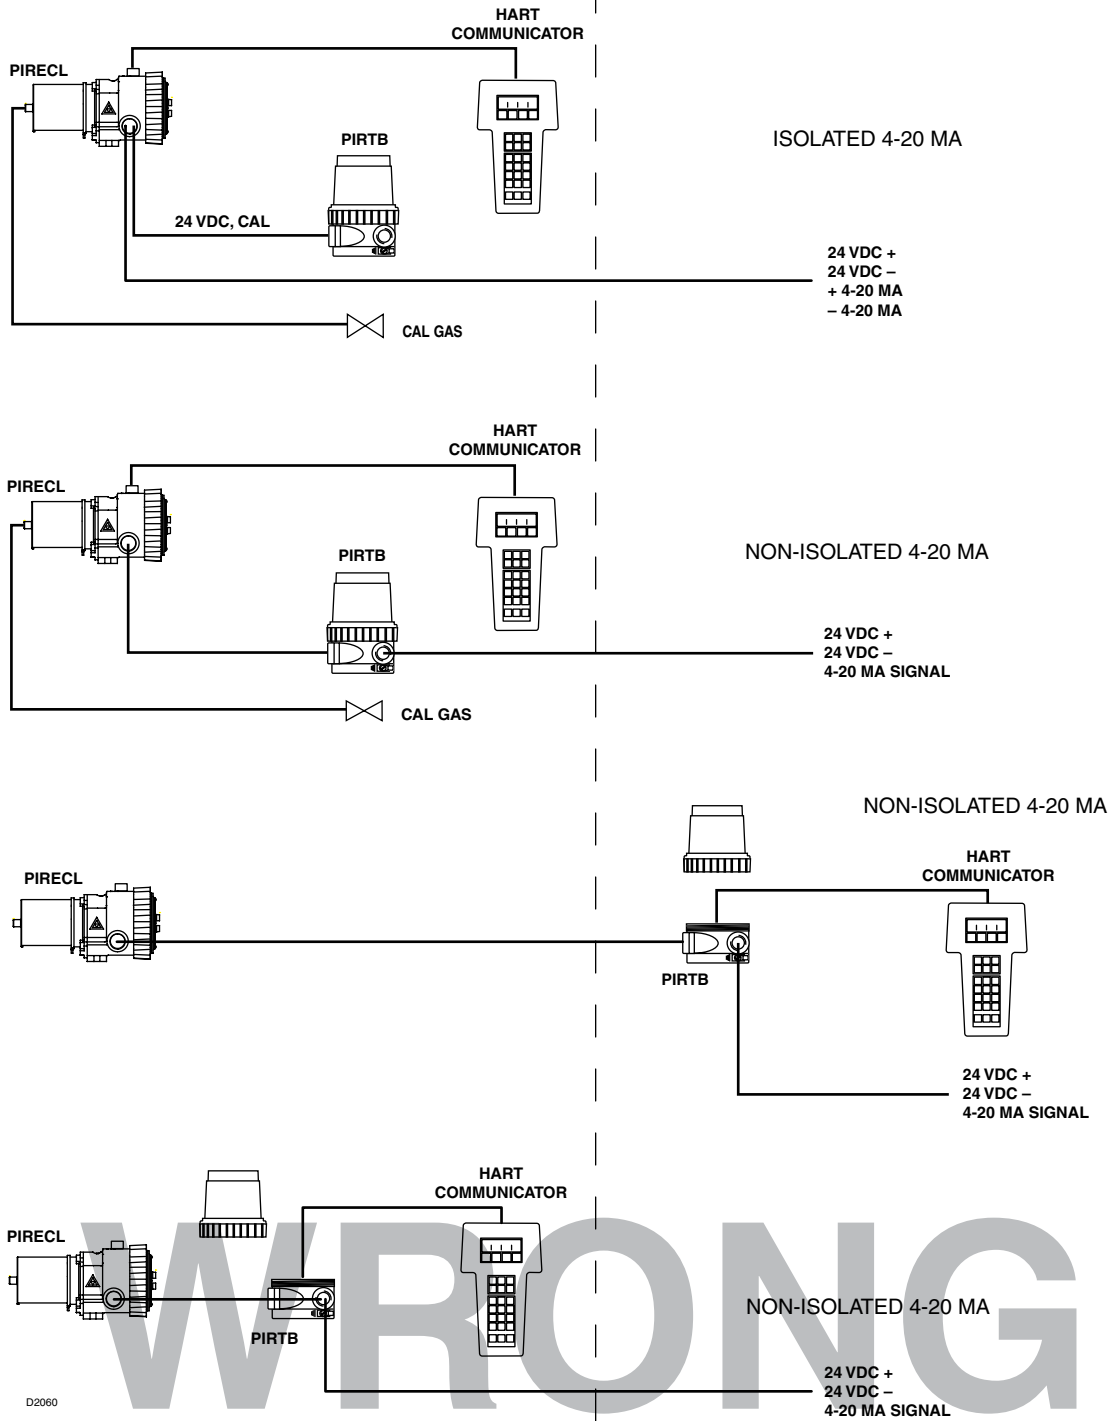 HART
COMMUNICATOR
PIRECL
PIRTB
ISOLATED 4-20 MA
24 VDC, CAL
24 VDC +
24 VDC –
+ 4-20 MA
– 4-20 MA
CAL GAS
HART
COMMUNICATOR
PIRECL
PIRTB
NON-ISOLATED 4-20 MA
24 VDC +
24 VDC –
4-20 MA SIGNAL
CAL GAS
NON-ISOLATED 4-20 MA
HART
COMMUNICATOR
PIRECL
PIRTB
24 VDC +
24 VDC –
4-20 MA SIGNAL
HART
COMMUNICATOR
PIRECL
WRONG
NON-ISOLATED 4-20 MA
PIRTB
24 VDC +
24 VDC –
4-20 MA SIGNAL
D2060